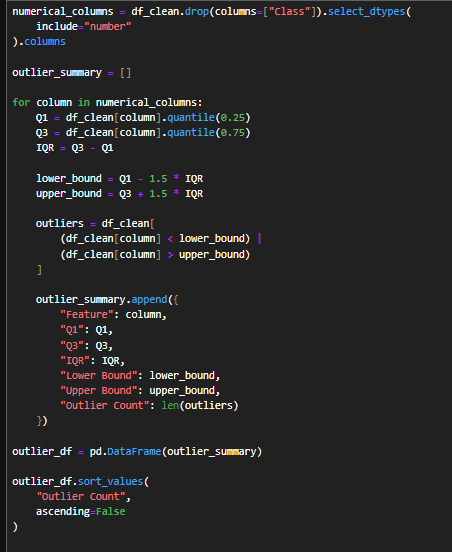 numerical_columns = df_clean.drop(columns=["Class"]).select_dtypes(
    include="number"
).columns

outlier_summary = []

for column in numerical_columns:
    Q1 = df_clean[column].quantile(0.25)
    Q3 = df_clean[column].quantile(0.75)
    IQR = Q3 - Q1

    lower_bound = Q1 - 1.5 * IQR
    upper_bound = Q3 + 1.5 * IQR

    outliers = df_clean[
        (df_clean[column] < lower_bound) |
        (df_clean[column] > upper_bound)
    ]

    outlier_summary.append({
        "Feature": column,
        "Q1": Q1,
        "Q3": Q3,
        "IQR": IQR,
        "Lower Bound": lower_bound,
        "Upper Bound": upper_bound,
        "Outlier Count": len(outliers)
    })

outlier_df = pd.DataFrame(outlier_summary)

outlier_df.sort_values(
    "Outlier Count",
    ascending=False
)